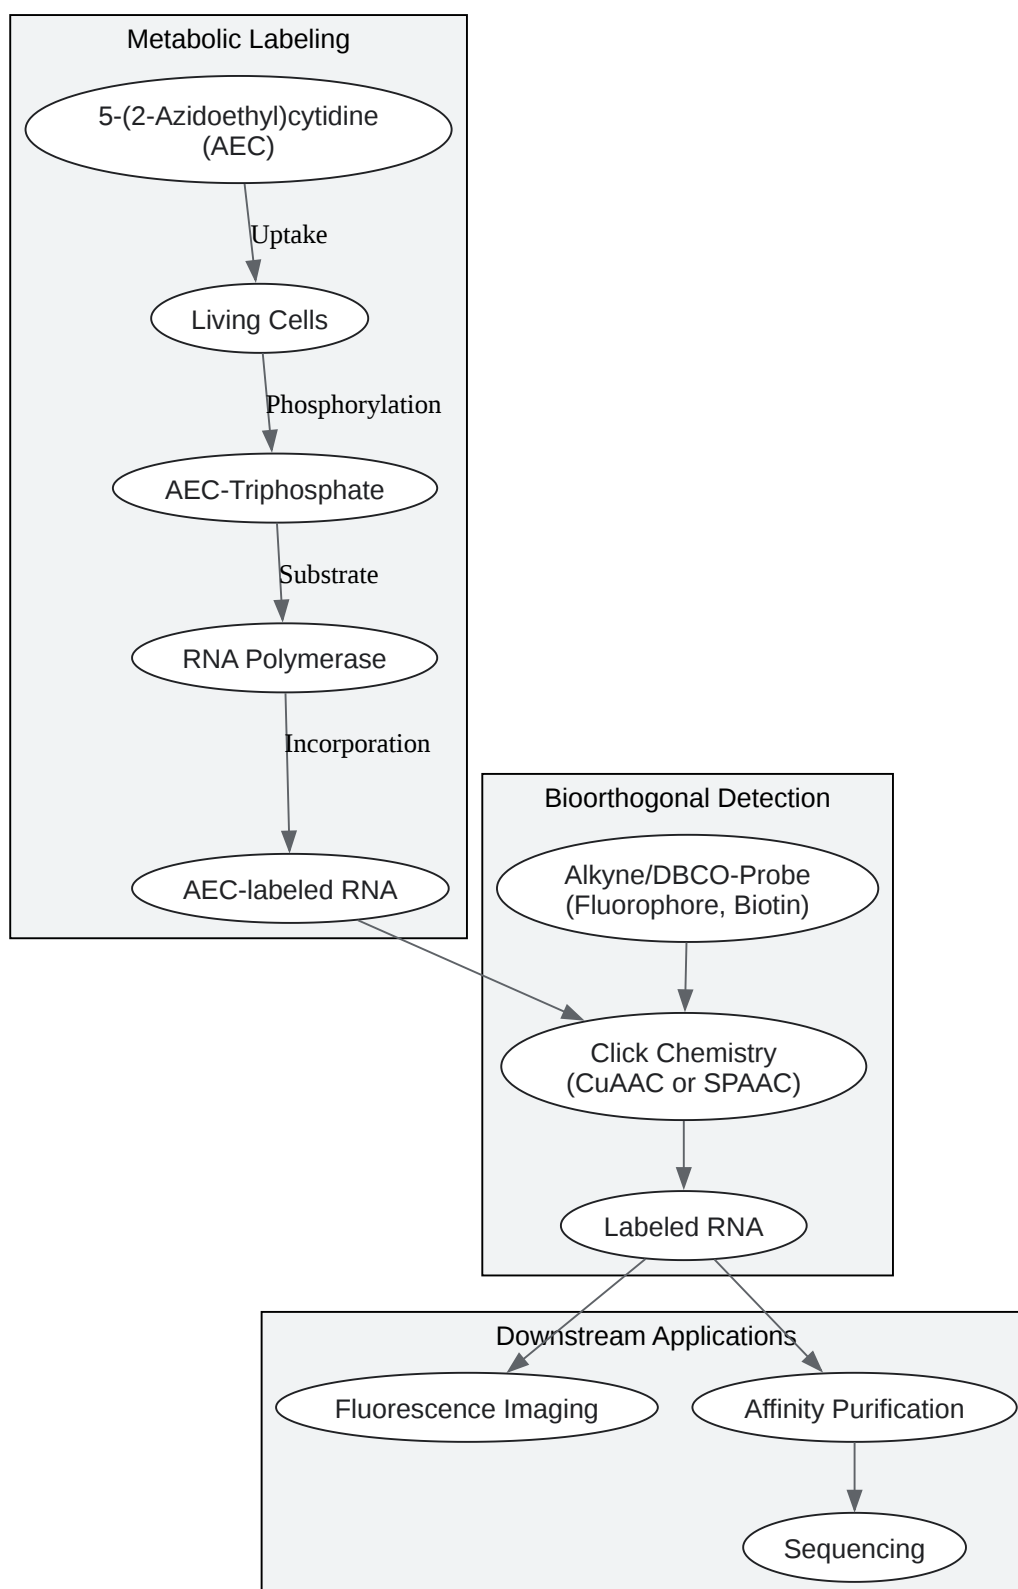 Metabolic Labeling
5-(2-Azidoethyl)cytidine
(AEC)
Uptake
Living Cells
Phosphorylation
AEC-Triphosphate
Substrate
RNA Polymerase
Incorporation
AEC-labeled RNA
Bioorthogonal Detection
Alkyne/DBCO-Probe
(Fluorophore, Biotin)
Click Chemistry
(CuAAC or SPAAC)
Labeled RNA
Downstream Applications
Fluorescence Imaging
Affinity Purification
Sequencing